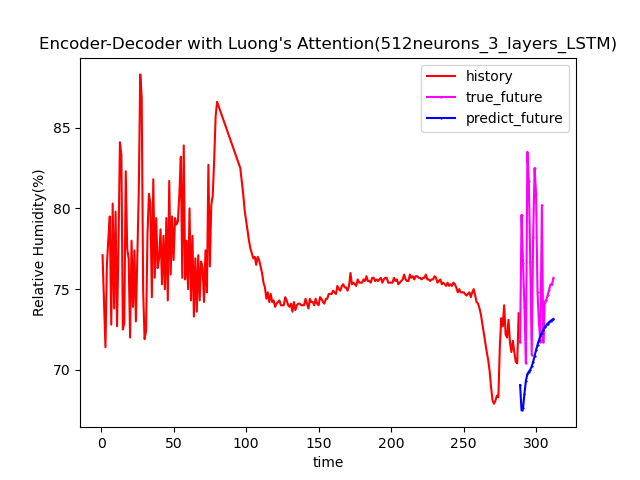 Encoder-Decoder with Luong's Attention(512neurons_3_layers_LSTM)
history
true_future
predict_future
Relative Humidity(%)
85
80
75
70
0 50 100 150 200 250 300
time